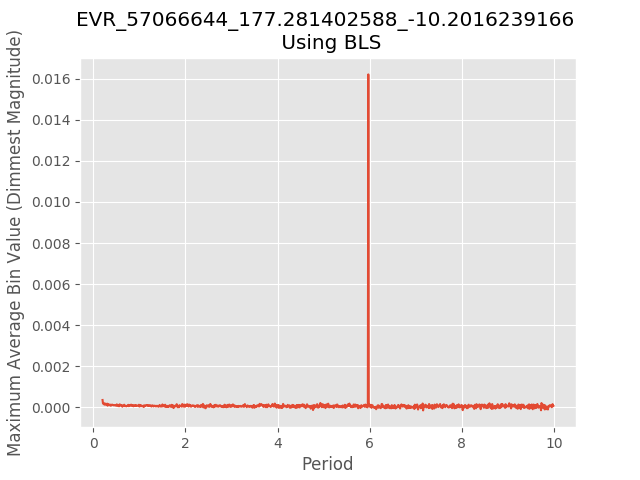 EVR_57066644_177.281402588_-10.2016239166
Using BLS
Maximum Average Bin Value (Dimmest Magnitude)
0.016
0.014
0.012
0.010
0.008
0.006
0.004
0.002
0.000
0 2 4 6 8 10
Period